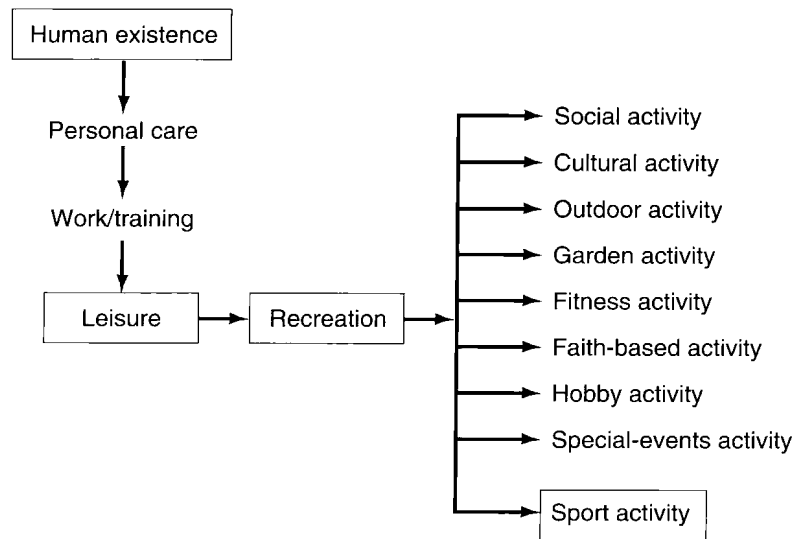 Human existence
Personal care
Work/training
Leisure
Recreation
Social activity
Cultural activity
Outdoor activity
Garden activity
Fitness activity
Faith-based activity
Hobby activity
Special-events activity
Sport activity